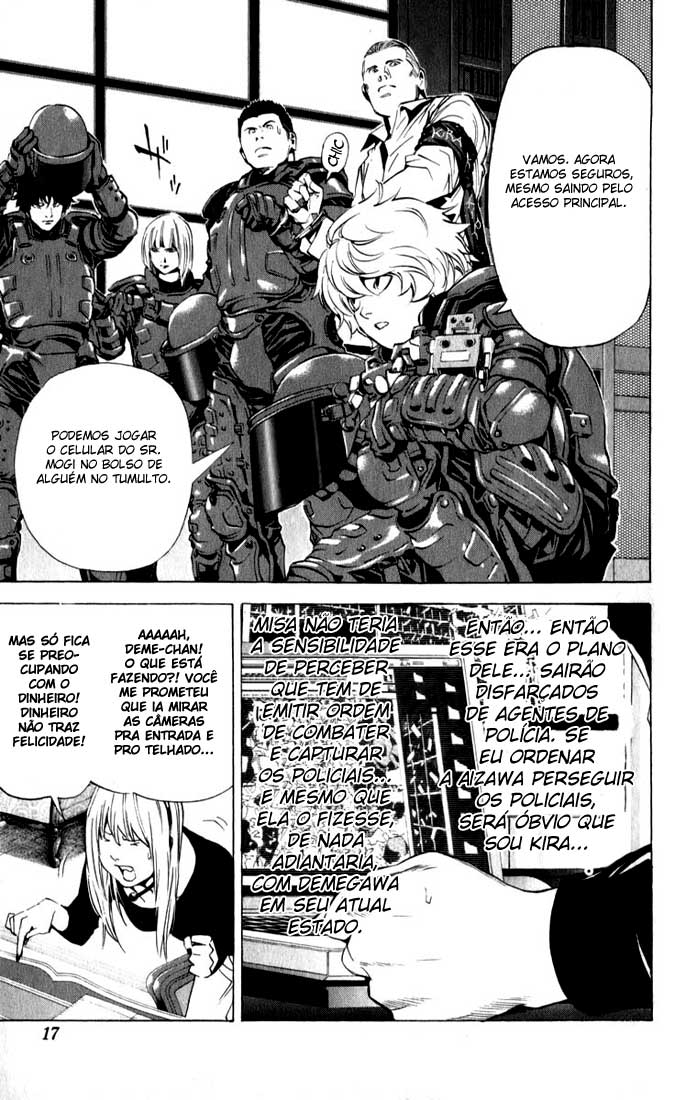 VAMOS. AGORA
ESTAMOS SEGUROS,
MESMO SAINDO PELO
ACESSO PRINCIPAL.
CHIC
KIRA
PODEMOS JOGAR
O CELULAR DO SR.
MOGI NO BOLSO DE
ALGUÉM NO TUMULTO.
ENTÃO... ENTÃO
ESSE ERA O PLANO
DELE... SAIRÃO
DISFARÇADOS
DE AGENTES DE
POLÍCIA. SE
EU ORDENAR
A AIZAWA PERSEGUIR
OS POLICIAIS,
SERÁ ÓBVIO QUE
SOU KIRA...
MISA NÃO TERIA
A SENSIBILIDADE
DE PERCEBER
QUE TEM DE
EMITIR ORDEM
DE COMBATER
E CAPTURAR
OS POLICIAIS...
E MESMO QUE
ELA O FIZESSE,
DE NADA
ADIANTARIA,
COM DEMEGAWA
EM SEU ATUAL
ESTADO.
AAAAAH,
DEME-CHAN!
O QUE ESTÁ
FAZENDO?! VOCÊ
ME PROMETEU
QUE IA MIRAR
AS CÂMERAS
PRA ENTRADA E
PRO TELHADO...
MAS SÓ FICA
SE PREO-
CUPANDO
COM O
DINHEIRO!
DINHEIRO
NÃO TRAZ
FELICIDADE!
17